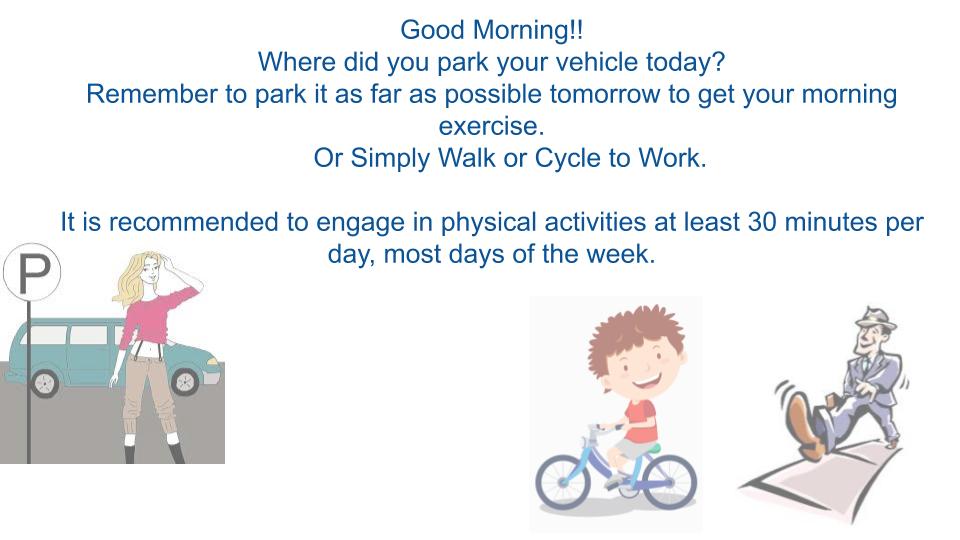 Good Morning!!
Where did you park your vehicle today?
Remember to park it as far as possible tomorrow to get your morning
exercise.
Or Simply Walk or Cycle to Work.
It is recommended to engage in physical activities at least 30 minutes per
day, most days of the week.
P